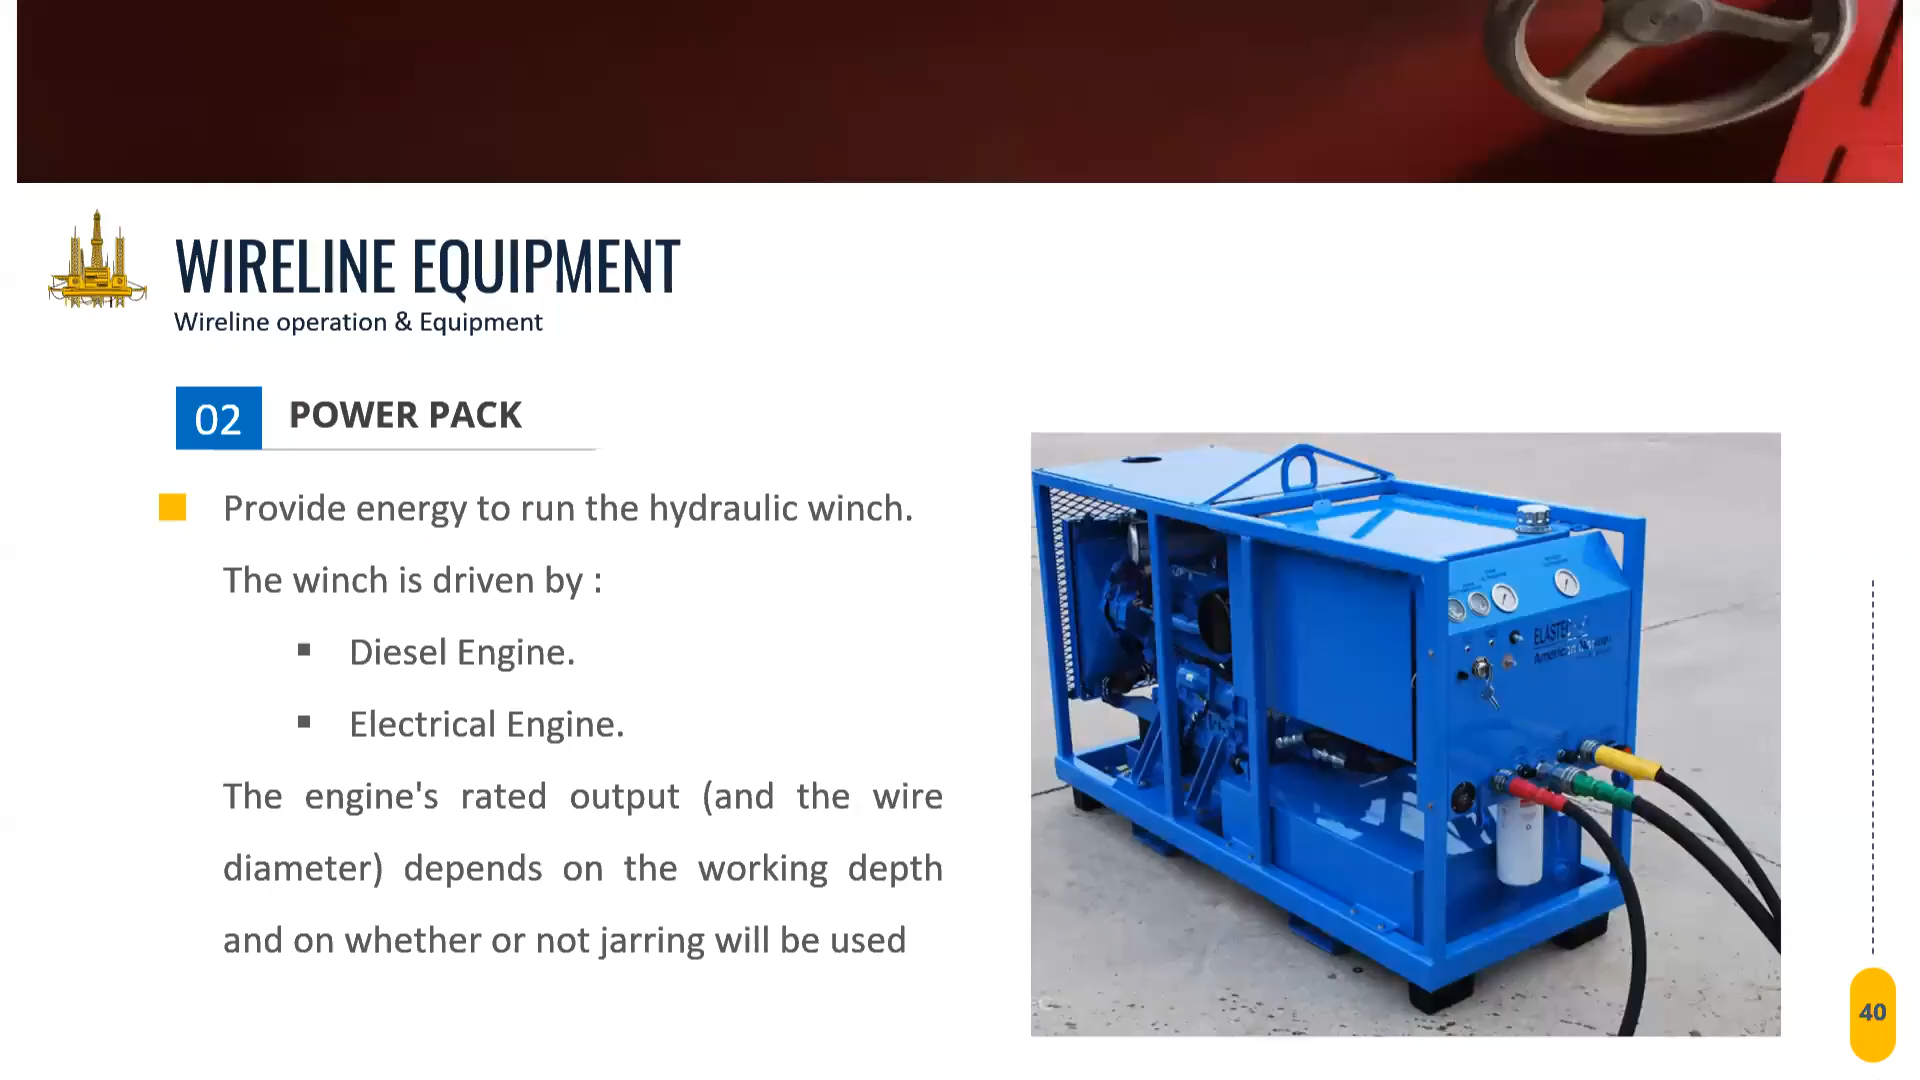 WIRELINE EQUIPMENT
Wireline operation & Equipment
02 POWER PACK
Provide energy to run the hydraulic winch.
The winch is driven by :
▪ Diesel Engine.
▪ Electrical Engine.
The engine's rated output (and the wire
diameter) depends on the working depth
and on whether or not jarring will be used
ELASTEC
American
40